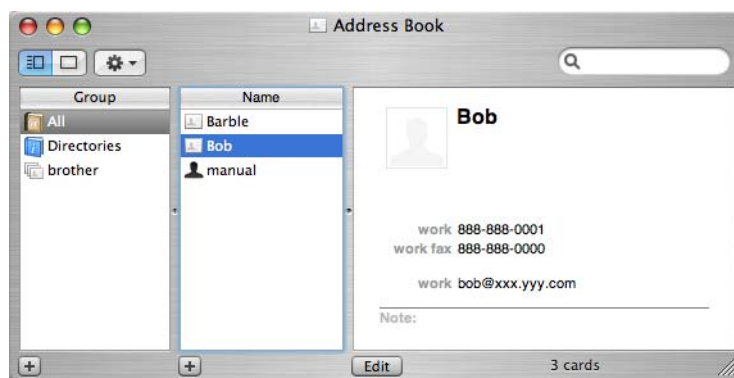 Address Book
Group
All
Directories
brother
Name
Barble
Bob
manual
Bob
work 888-888-0001
work fax 888-888-0000
work bob@xxx.yyy.com
Note:
Edit
3 cards